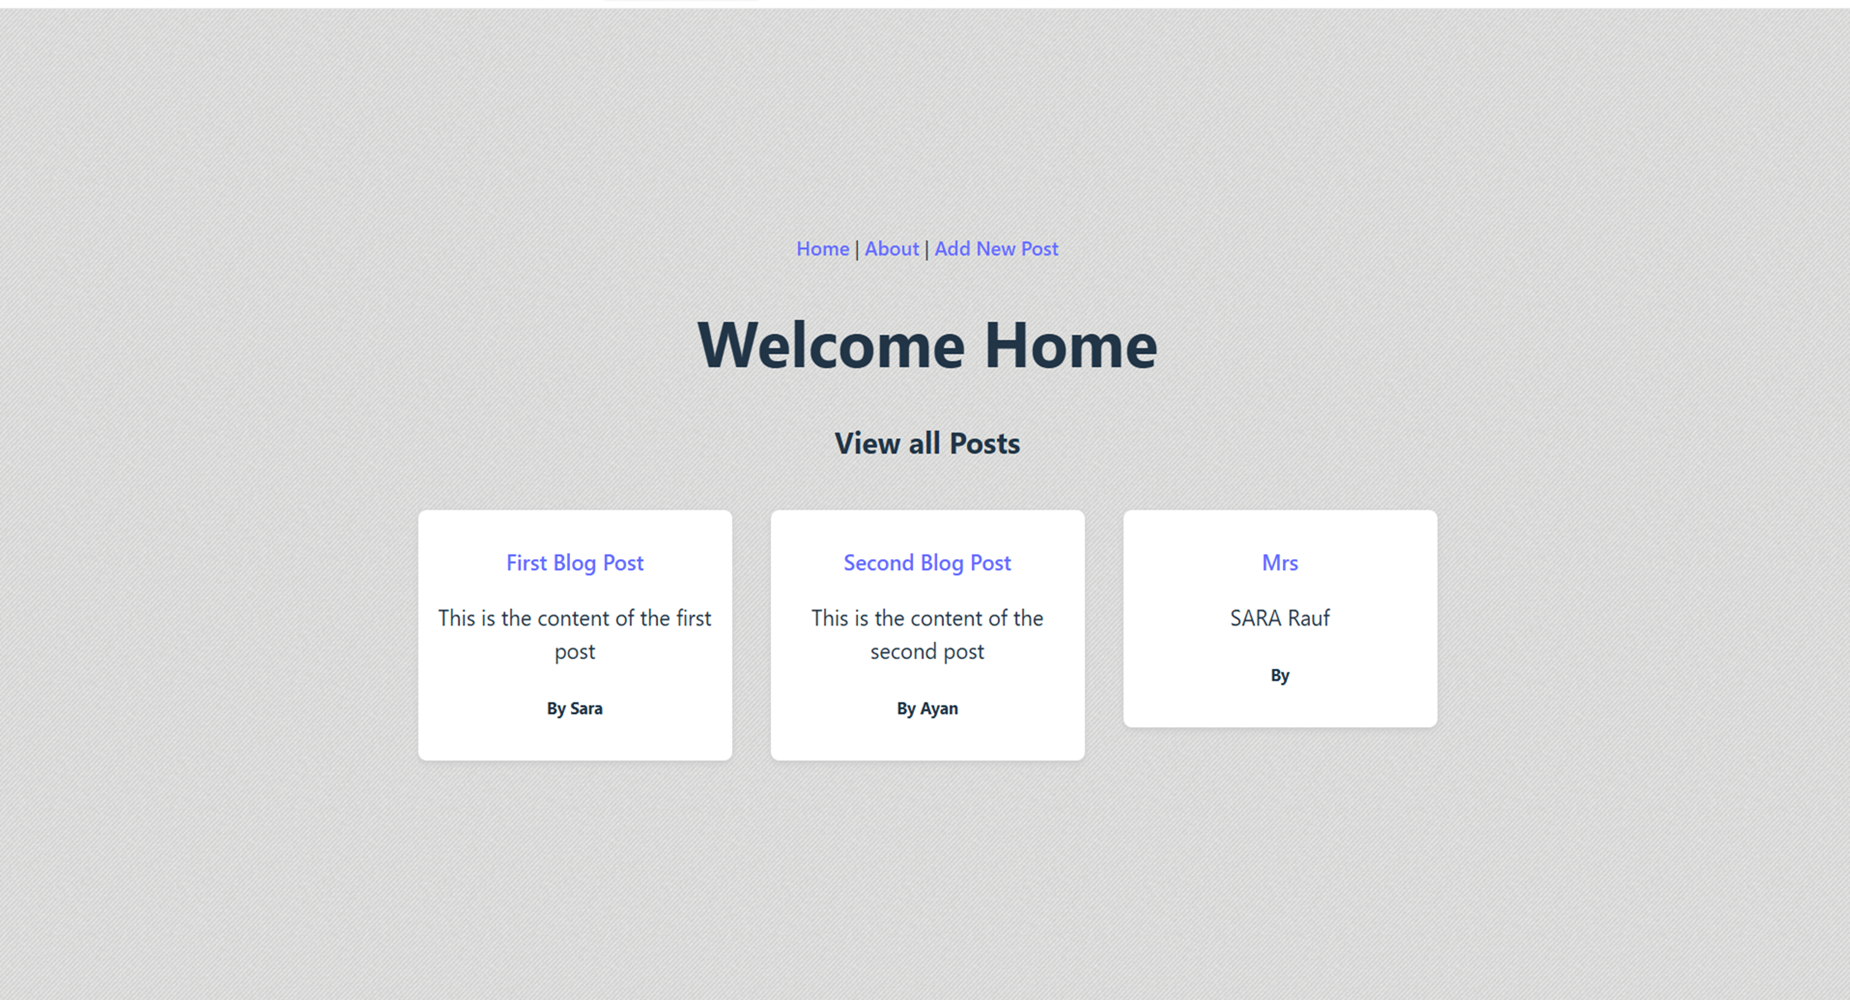 Home | About | Add New Post
Welcome Home
View all Posts
First Blog Post
This is the content of the first
post
By Sara
Second Blog Post
This is the content of the
second post
By Ayan
Mrs
SARA Rauf
By